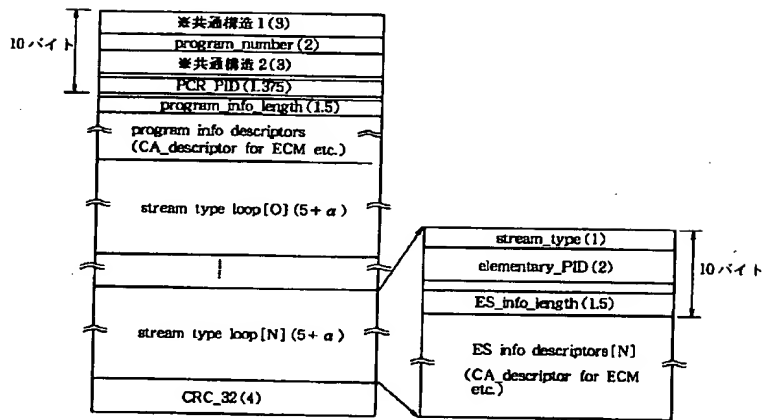 ※共通構造1(3)
10バイト
program_number(2)
※共通構造2(3)
PCR_PID(1.375)
program_info_length(1.5)
program info descriptors
(CA_descriptor for ECM etc.)
stream type loop[0](5+α)
stream type loop[N](5+α)
CRC_32(4)
stream_type(1)
elementary_PID(2)
10バイト
ES_info_length(1.5)
ES info descriptors[N]
(CA_descriptor for ECM
etc.)